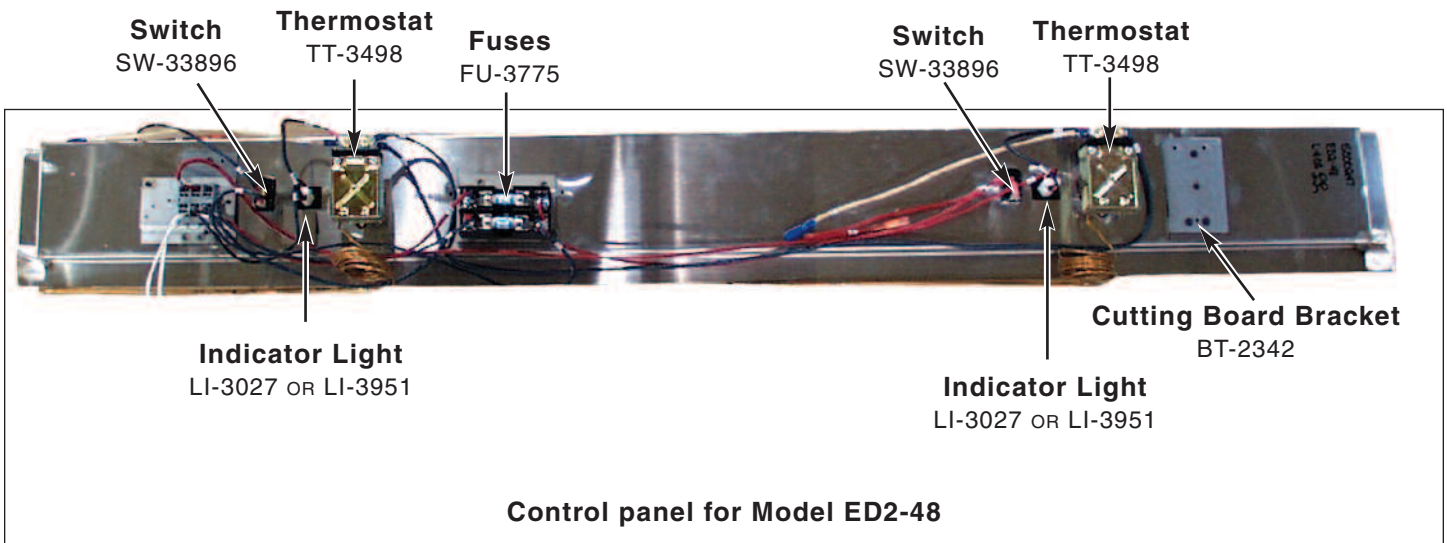 Switch
SW-33896
Thermostat
TT-3498
Fuses
FU-3775
Switch
SW-33896
Thermostat
TT-3498
Indicator Light
LI-3027 OR LI-3951
Cutting Board Bracket
BT-2342
Indicator Light
LI-3027 OR LI-3951
Control panel for Model ED2-48